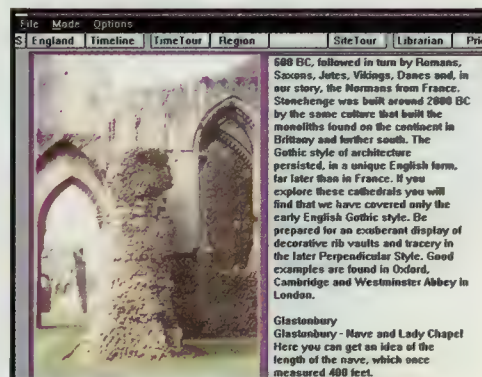 File Mode Options
S England Timeline TimeTour Region SiteTour Librarian Pri
600 BC, followed in turn by Romans,
Saxons, Jutes, Vikings, Danes and, in
our story, the Normans from France.
Stonehenge was built around 2000 BC
by the same culture that built the
monoliths found on the continent in
Brittany and further south. The
Gothic style of architecture
persisted, in a unique English form,
far later than in France. If you
explore these cathedrals you will
find that we have covered only the
early English Gothic style. Be
prepared for an exuberant display of
decorative rib vaults and tracery in
the later Perpendicular Style. Good
examples are found in Oxford,
Cambridge and Westminster Abbey in
London.
Glastonbury
Glastonbury - Nave and Lady Chapel
Here you can get an idea of the
length of the nave, which once
measured 400 feet.